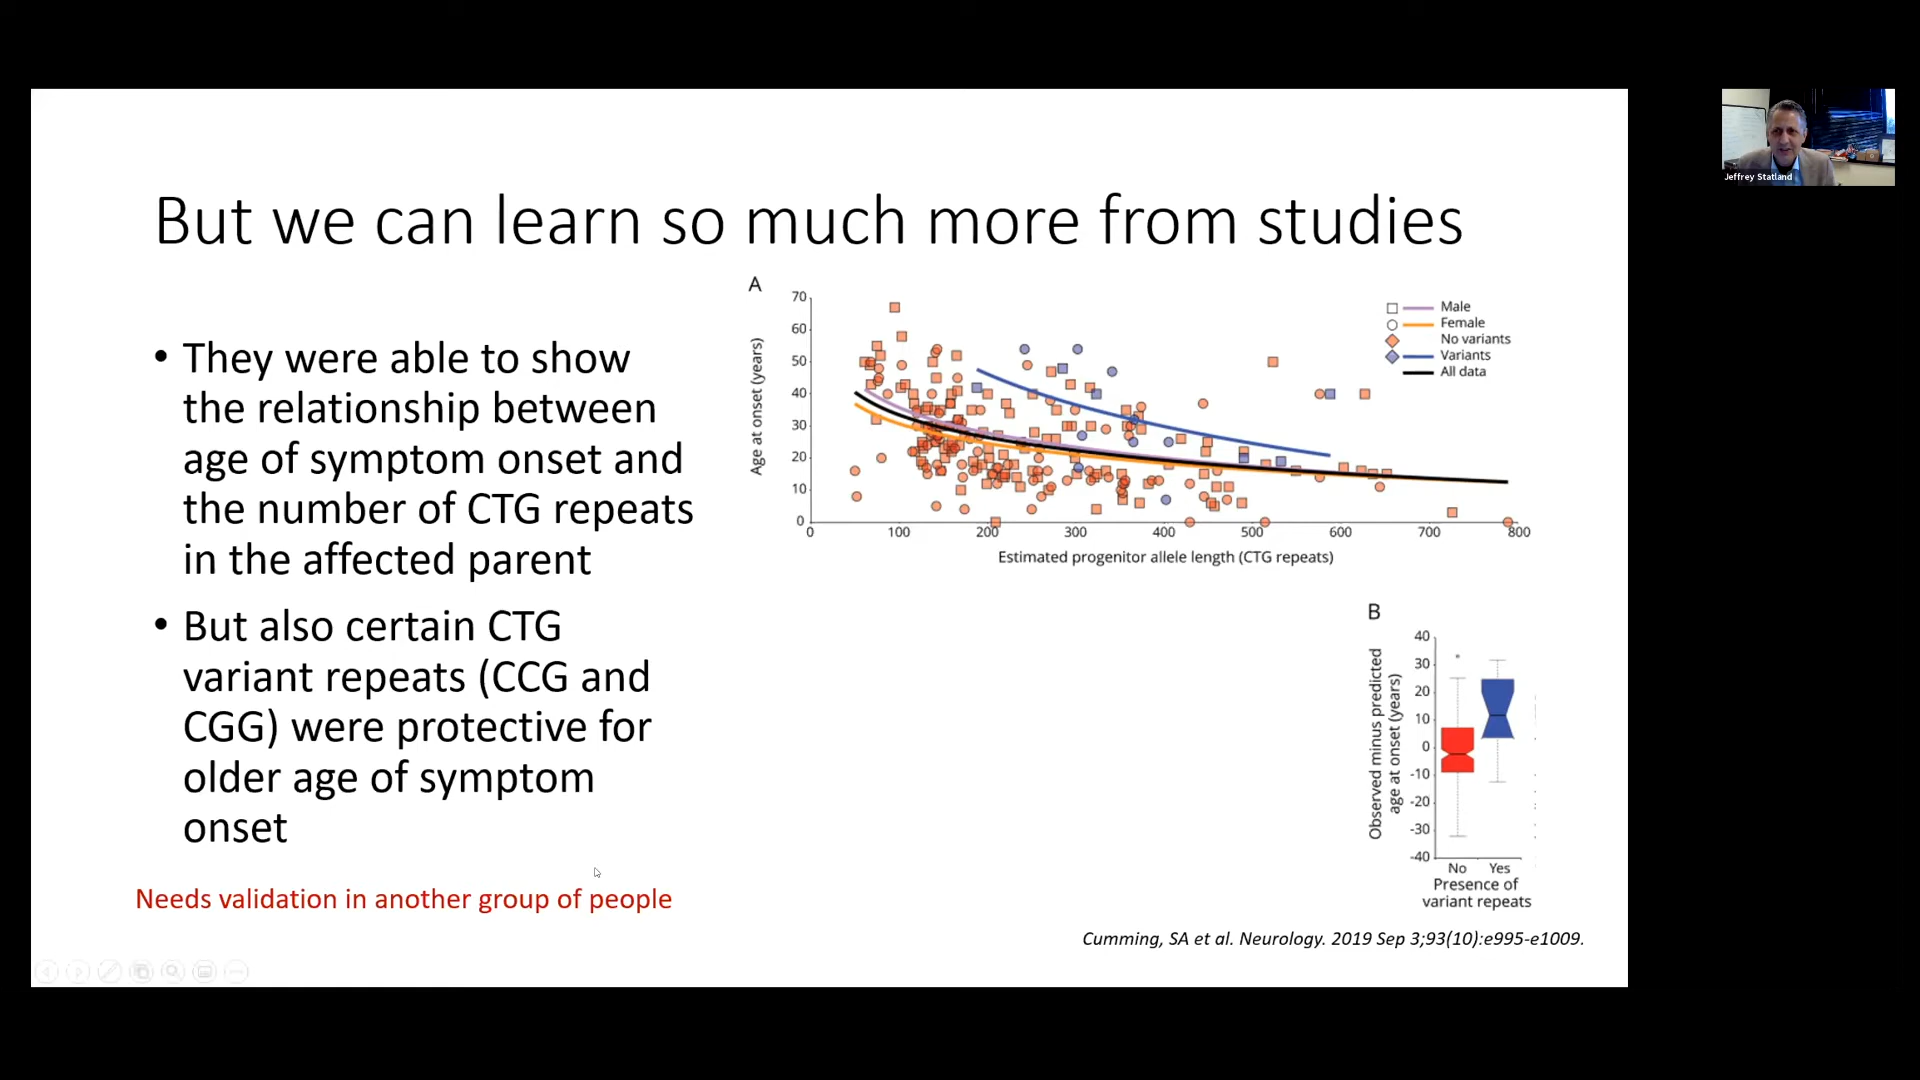 But we can learn so much more from studies
• They were able to show
the relationship between
age of symptom onset and
the number of CTG repeats
in the affected parent
• But also certain CTG
variant repeats (CCG and
CGG) were protective for
older age of symptom
onset
Needs validation in another group of people
A
Age at onset (years)
70
60
50
40
30
20
10
0
0 100 200 300 400 500 600 700 800
Estimated progenitor allele length (CTG repeats)
Male
Female
No variants
Variants
All data
B
Observed minus predicted
age at onset (years)
40
30
20
10
0
-10
-20
-30
-40
No Yes
Presence of
variant repeats
Cumming, SA et al. Neurology. 2019 Sep 3;93(10):e995-e1009.
Jeffrey Statland